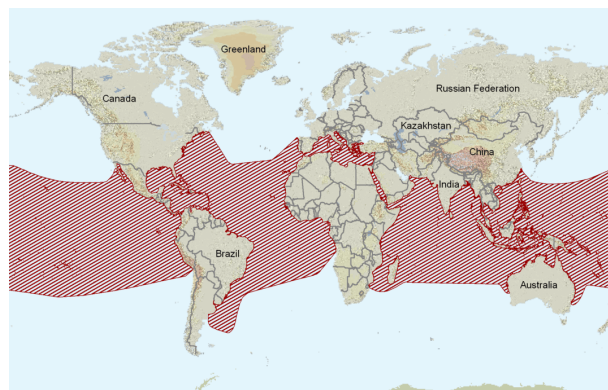 Greenland
Russian Federation
Canada
Kazakhstan
China
India
Brazil
Australia